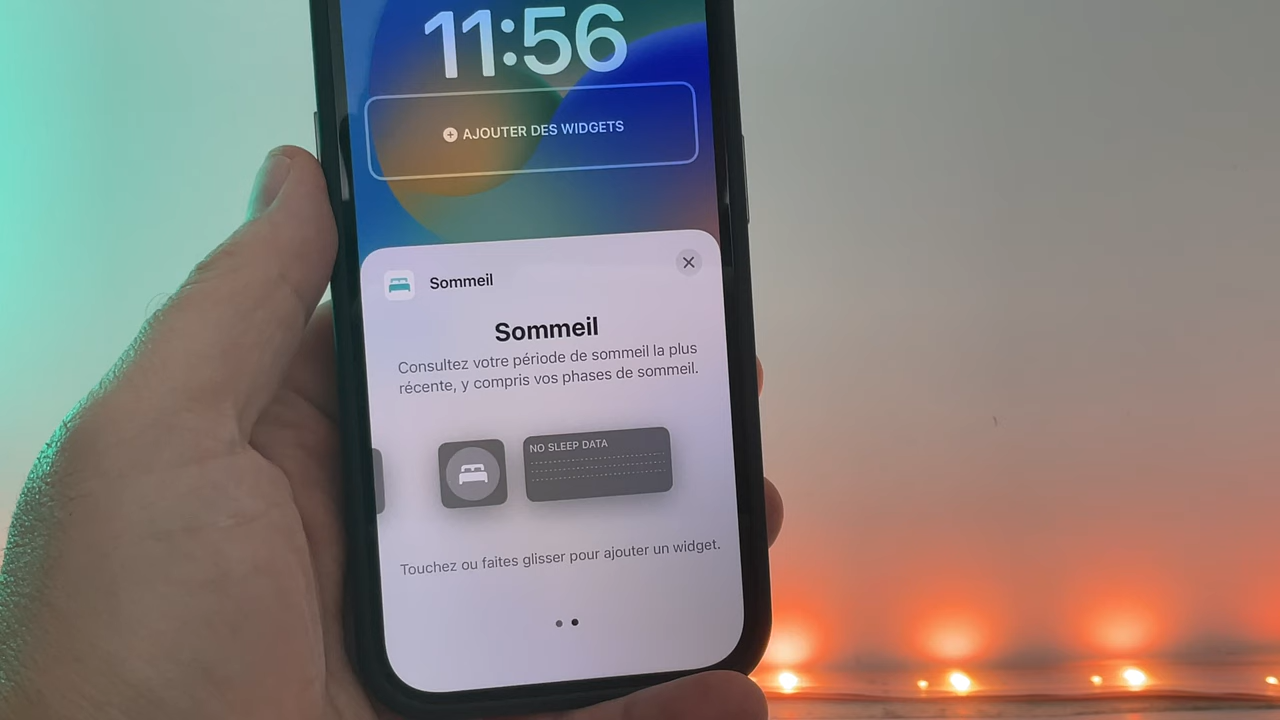 11:56
AJOUTER DES WIDGETS
Sommeil
Sommeil
Consultez votre période de sommeil la plus
récente, y compris vos phases de sommeil.
NO SLEEP DATA
Touchez ou faites glisser pour ajouter un widget.